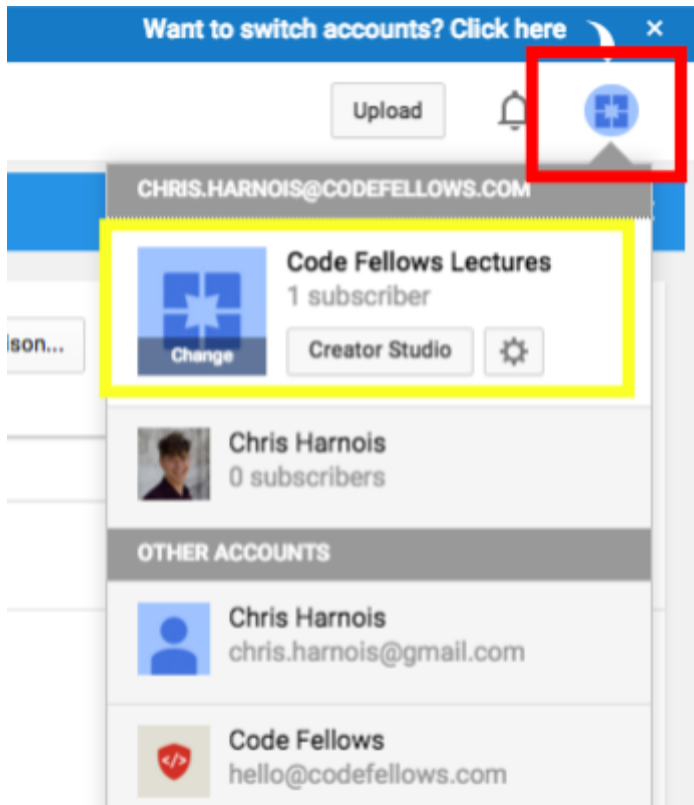 Want to switch accounts? Click here ×
Upload
CHRIS.HARNOIS@CODEFELLOWS.COM
Code Fellows Lectures
1 subscriber
lson...
Change
Creator Studio
Chris Harnois
0 subscribers
OTHER ACCOUNTS
Chris Harnois
chris.harnois@gmail.com
Code Fellows
</>
hello@codefellows.com